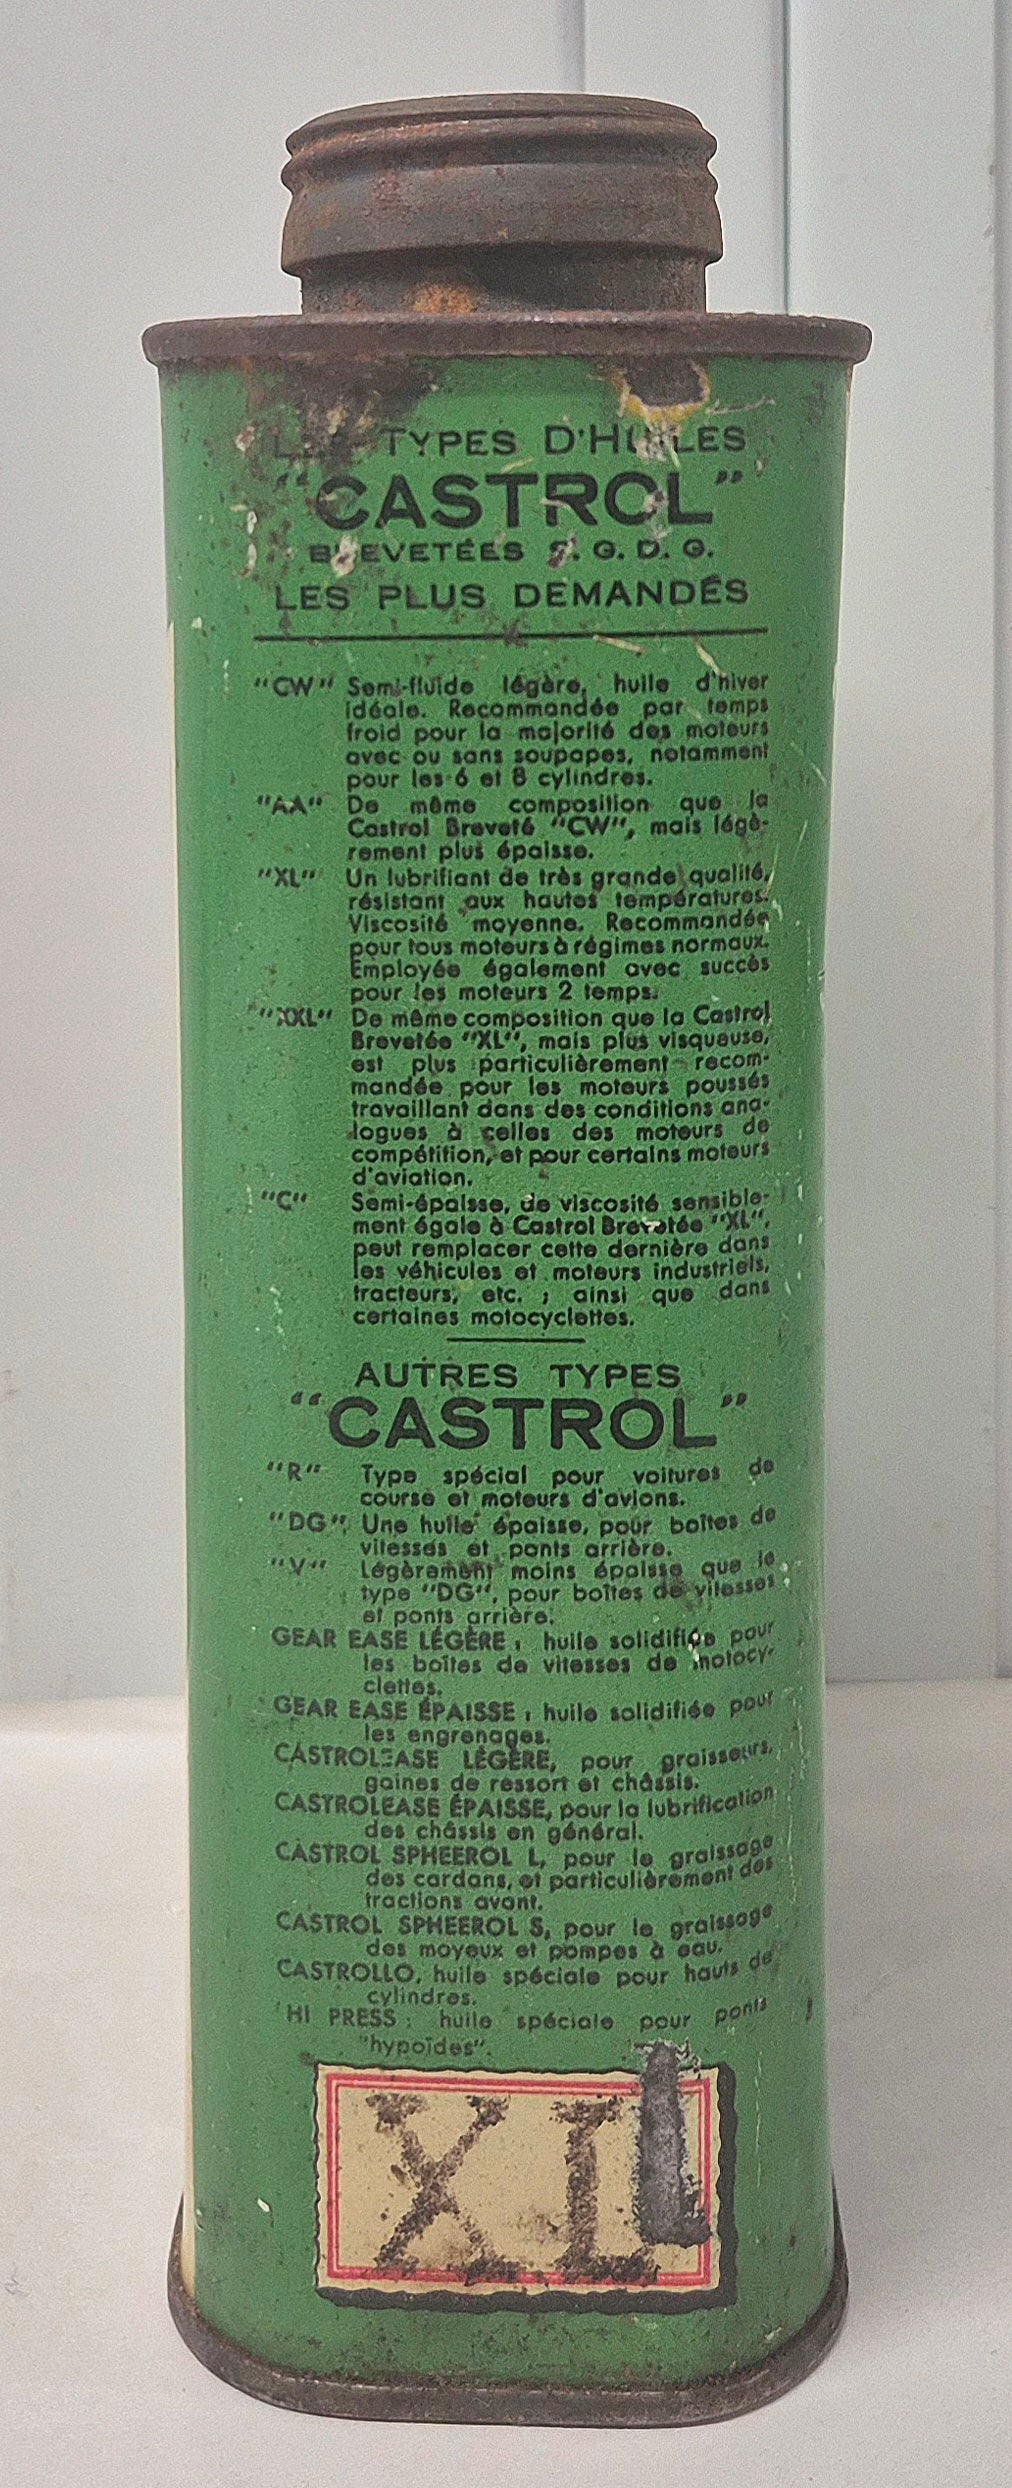 LES TYPES D'HUILES
“CASTROL”
BREVETÉES S. G. D. G.
LES PLUS DEMANDÉS
“CW” Semi-fluide légère, huile d'hiver
idéale. Recommandée par temps
froid pour la majorité des moteurs
avec ou sans soupapes, notamment
pour les 6 et 8 cylindres.
“AA” De même composition que la
Castrol Breveté “CW”, mais légè-
rement plus épaisse.
“XL” Un lubrifiant de très grande qualité,
résistant aux hautes températures.
Viscosité moyenne. Recommandée
pour tous moteurs à régimes normaux.
Employée également avec succès
pour les moteurs 2 temps.
“XXL” De même composition que la Castrol
Brevetée “XL”, mais plus visqueuse,
est plus particulièrement recom-
mandée pour les moteurs poussés
travaillant dans des conditions ana-
logues à celles des moteurs de
compétition, et pour certains moteurs
d'aviation.
“C” Semi-épaisse, de viscosité sensible-
ment égale à Castrol Brevetée “XL”,
peut remplacer cette dernière dans
les véhicules et moteurs industriels,
tracteurs, etc. ; ainsi que dans
certaines motocyclettes.
AUTRES TYPES
“CASTROL”
“R” Type spécial pour voitures de
course et moteurs d'avions.
“DG” Une huile épaisse, pour boîtes de
vitesses et ponts arrière.
“V” Légèrement moins épaisse que le
type “DG”, pour boîtes de vitesses
et ponts arrière.
GEAR EASE LÉGÈRE, huile solidifiée pour
les boîtes de vitesses de motocy-
clettes.
GEAR EASE ÉPAISSE, huile solidifiée pour
les engrenages.
CASTROLEASE LÉGÈRE, pour graisseurs,
gaines de ressort et châssis.
CASTROLEASE ÉPAISSE, pour la lubrification
des châssis en général.
CASTROL SPHEEROL L, pour le graissage
des cardans, et particulièrement des
tractions avant.
CASTROL SPHEEROL S, pour le graissage
des moyeux et pompes à eau.
CASTROLLO, huile spéciale pour hauts de
cylindres.
HI PRESS : huile spéciale pour ponts
"hypoïdes".
XL